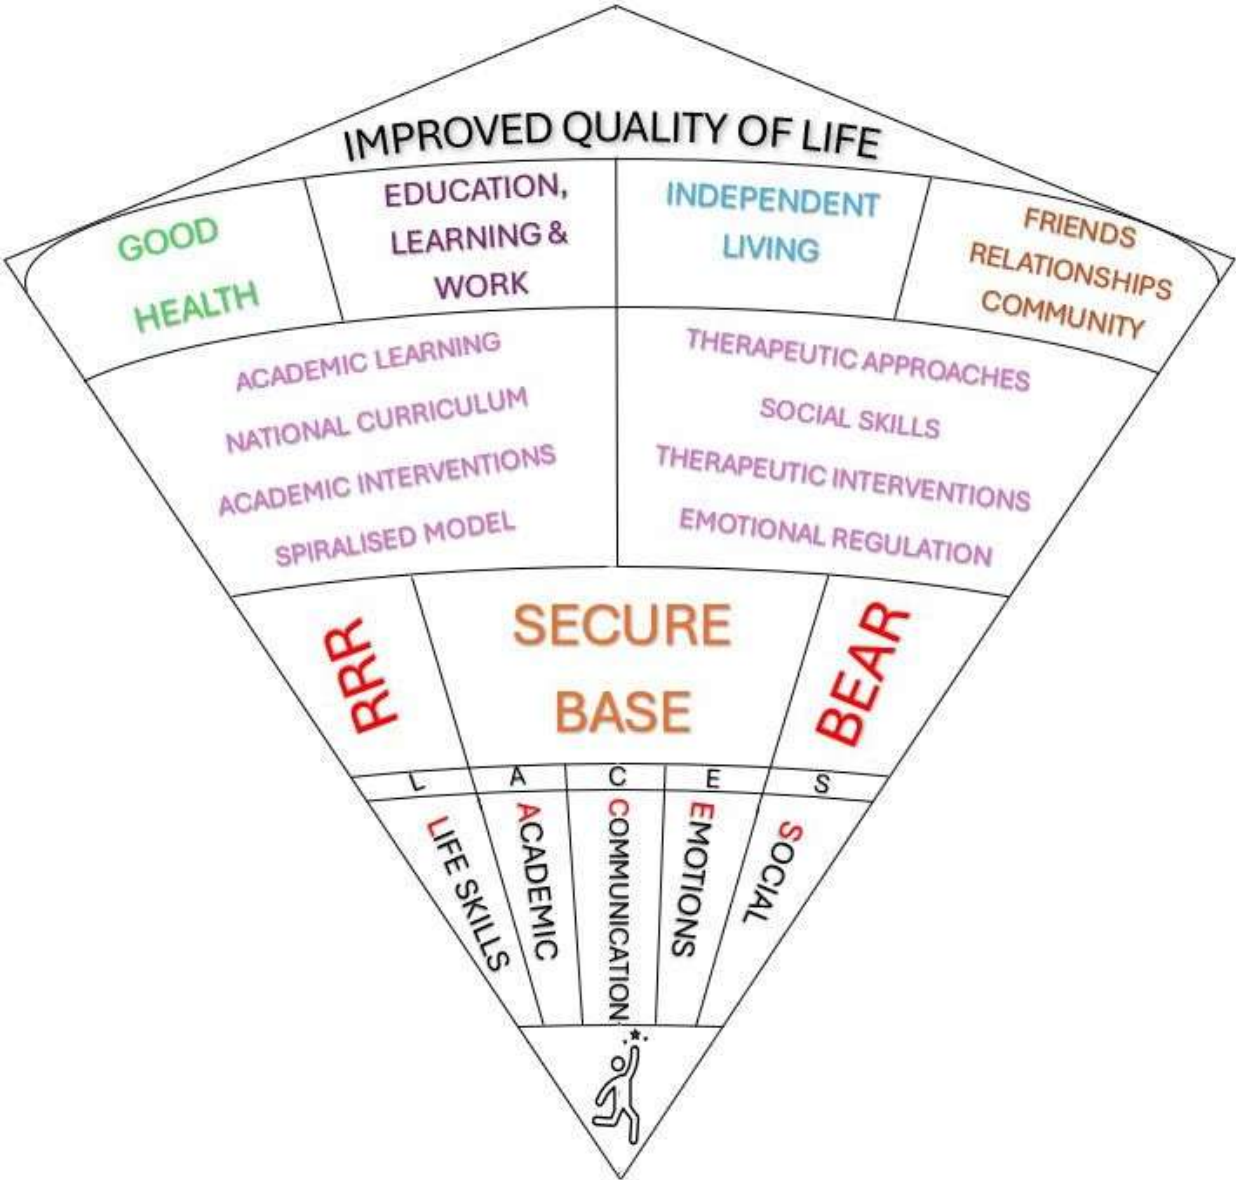 IMPROVED QUALITY OF LIFE
GOOD
HEALTH
EDUCATION,
LEARNING &
WORK
INDEPENDENT
LIVING
FRIENDS
RELATIONSHIPS
COMMUNITY
ACADEMIC LEARNING
NATIONAL CURRICULUM
ACADEMIC INTERVENTIONS
SPIRALISED MODEL
THERAPEUTIC APPROACHES
SOCIAL SKILLS
THERAPEUTIC INTERVENTIONS
EMOTIONAL REGULATION
RRR
SECURE
BASE
BEAR
L
A
C
E
S
LIFE SKILLS
ACADEMIC
COMMUNICATION
EMOTIONS
SOCIAL